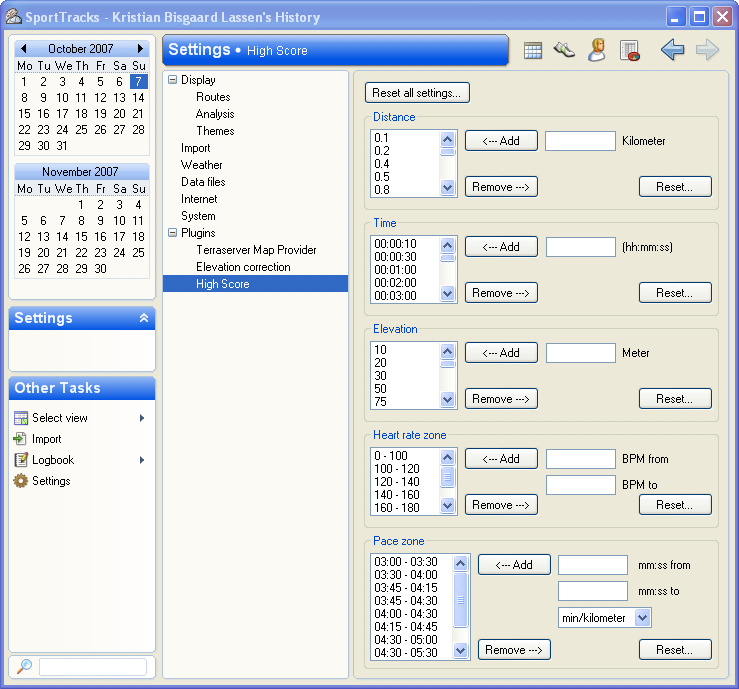 SportTracks - Kristian Bisgaard Lassen's History
October 2007
Mo Tu We Th Fr Sa Su
1 2 3 4 5 6 7
8 9 10 11 12 13 14
15 16 17 18 19 20 21
22 23 24 25 26 27 28
29 30 31
November 2007
Mo Tu We Th Fr Sa Su
1 2 3 4
5 6 7 8 9 10 11
12 13 14 15 16 17 18
19 20 21 22 23 24 25
26 27 28 29 30
Settings
Other Tasks
Select view
Import
Logbook
Settings
Settings • High Score
Display
Routes
Analysis
Themes
Import
Weather
Data files
Internet
System
Plugins
Terraserver Map Provider
Elevation correction
High Score
Reset all settings...
Distance
0.1
0.2
0.4
0.5
0.8
<--- Add
Kilometer
Remove --->
Reset...
Time
00:00:10
00:00:30
00:01:00
00:02:00
00:03:00
<--- Add
(hh:mm:ss)
Remove --->
Reset...
Elevation
10
20
30
50
75
<--- Add
Meter
Remove --->
Reset...
Heart rate zone
0 - 100
100 - 120
120 - 140
140 - 160
160 - 180
<--- Add
BPM from
BPM to
Remove --->
Reset...
Pace zone
03:00 - 03:30
03:30 - 04:00
03:45 - 04:15
03:45 - 04:30
04:00 - 04:30
04:15 - 04:45
04:30 - 05:00
04:30 - 05:30
<--- Add
mm:ss from
mm:ss to
min/kilometer
Remove --->
Reset...